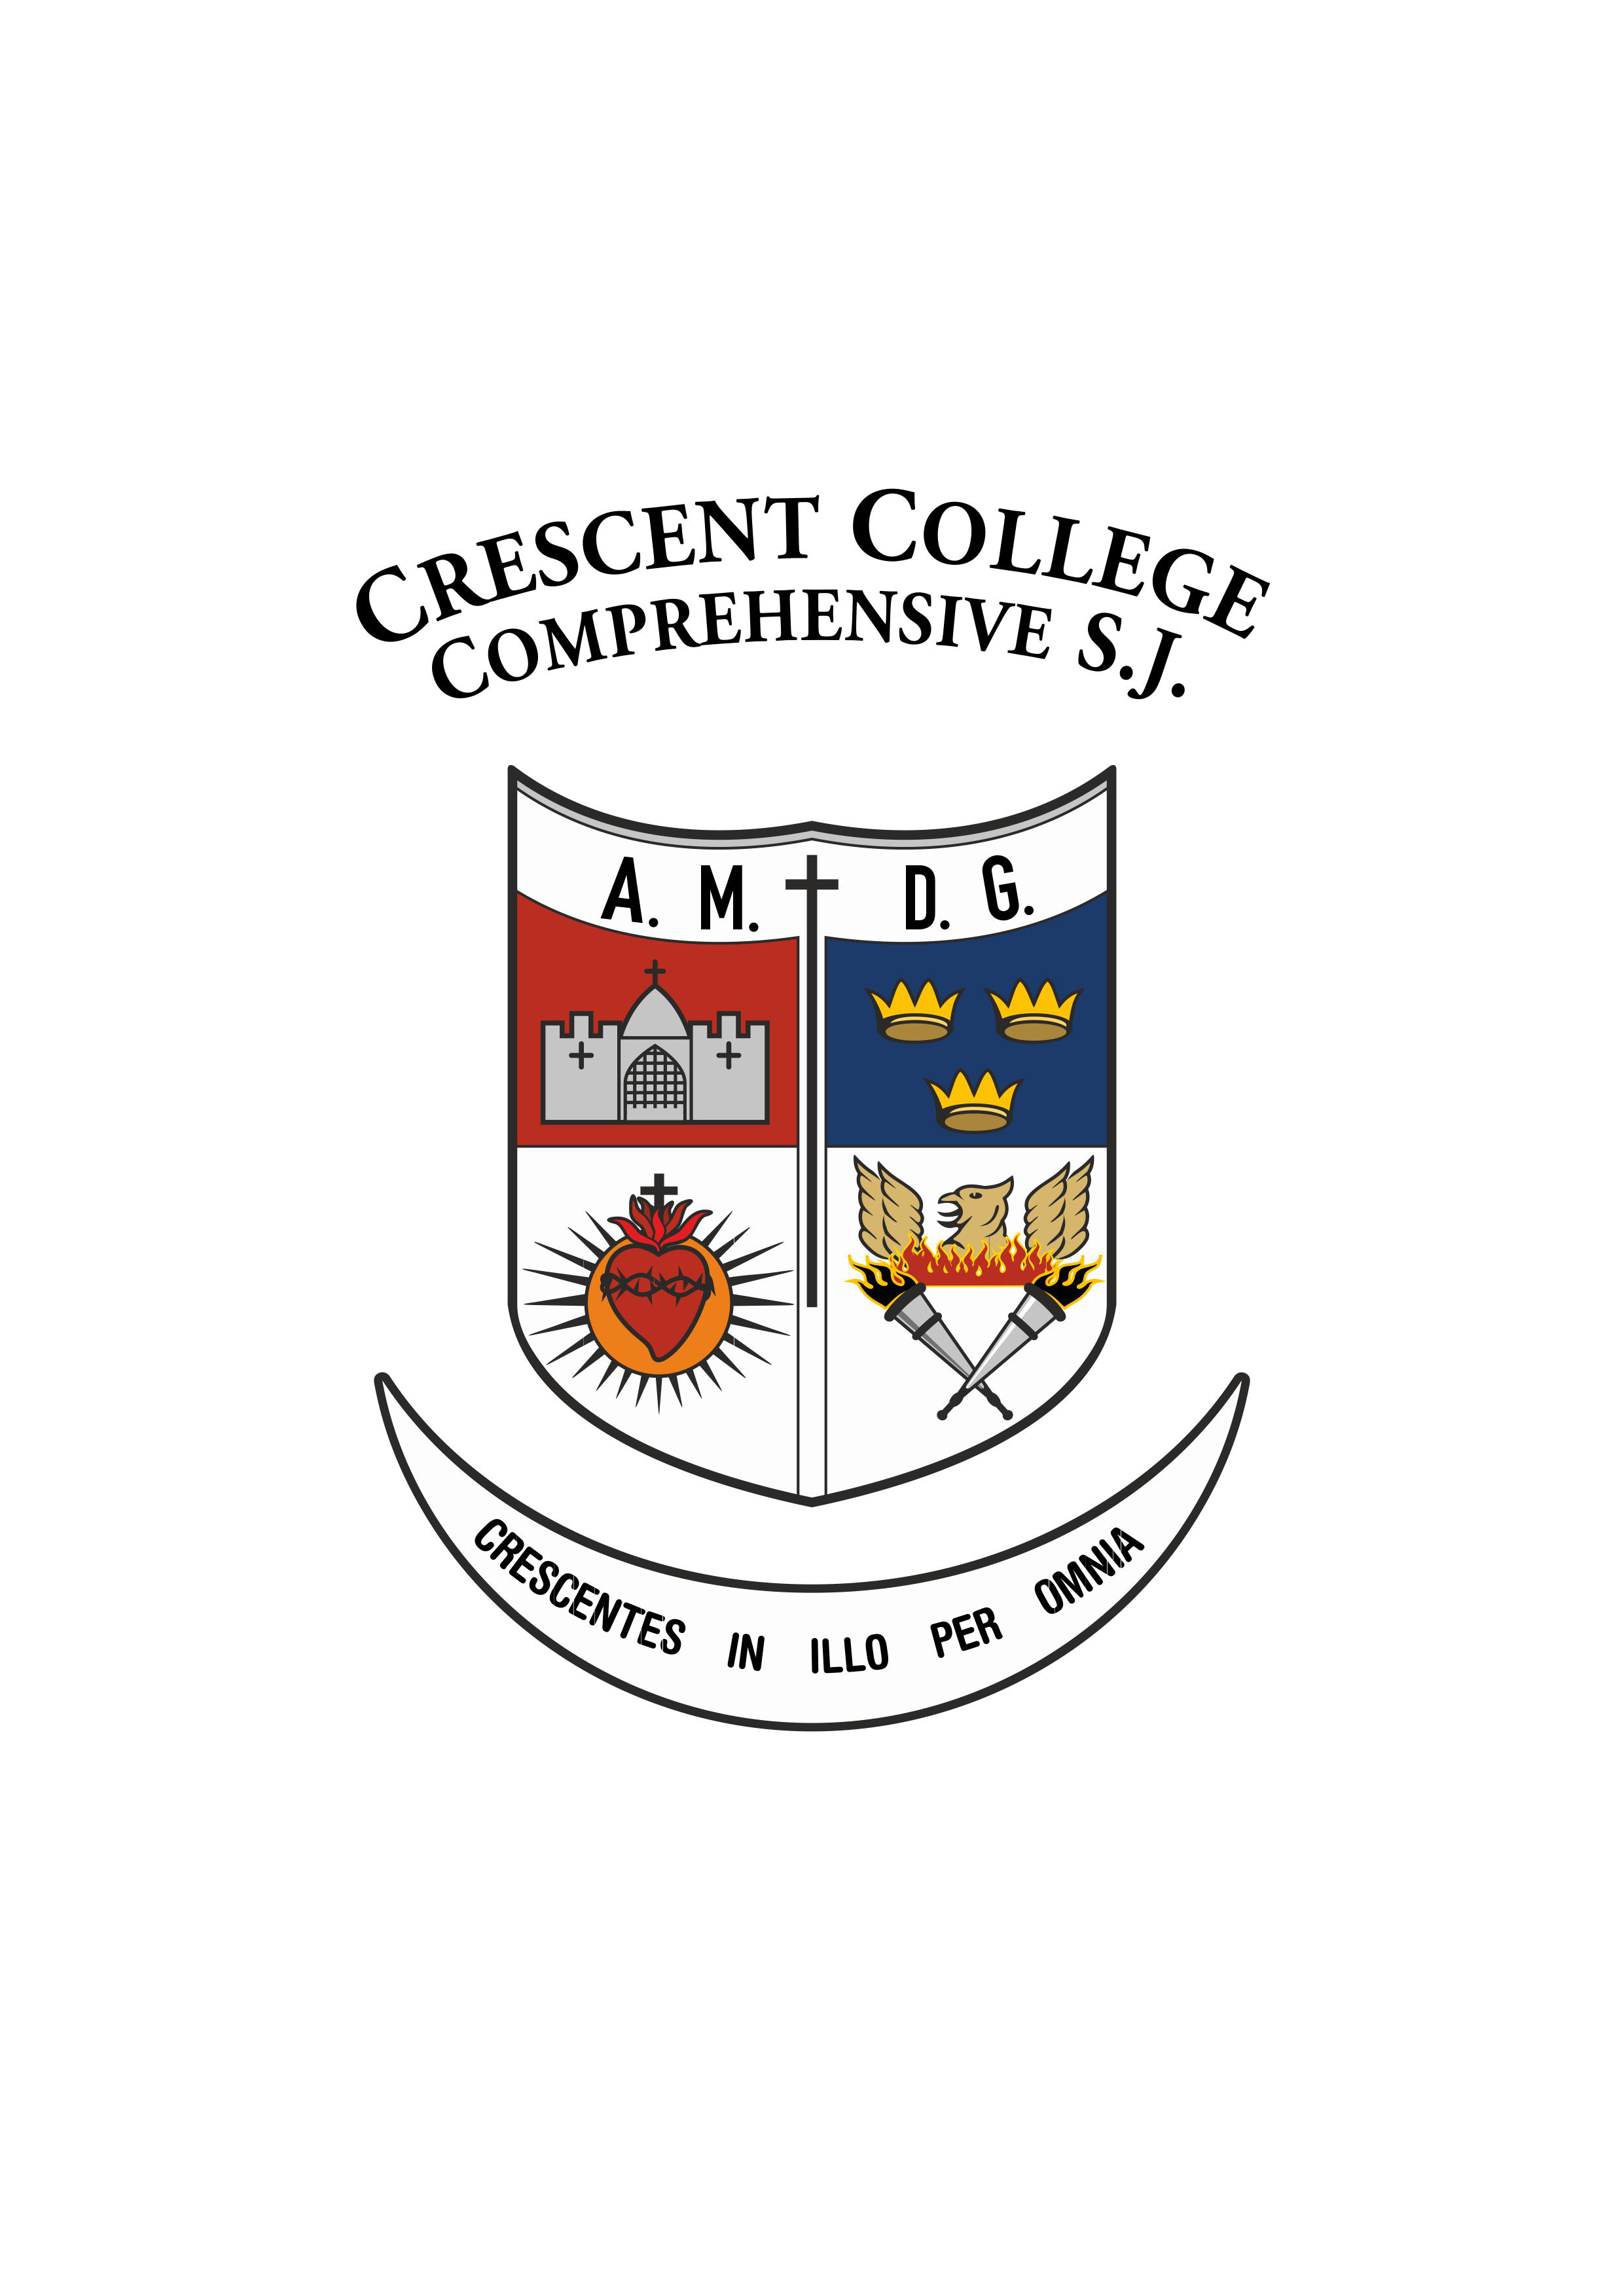 Crescent College
Comprehensive S.J.
A. M. D. G.
CRESCENTES IN ILLO PER OMNIA